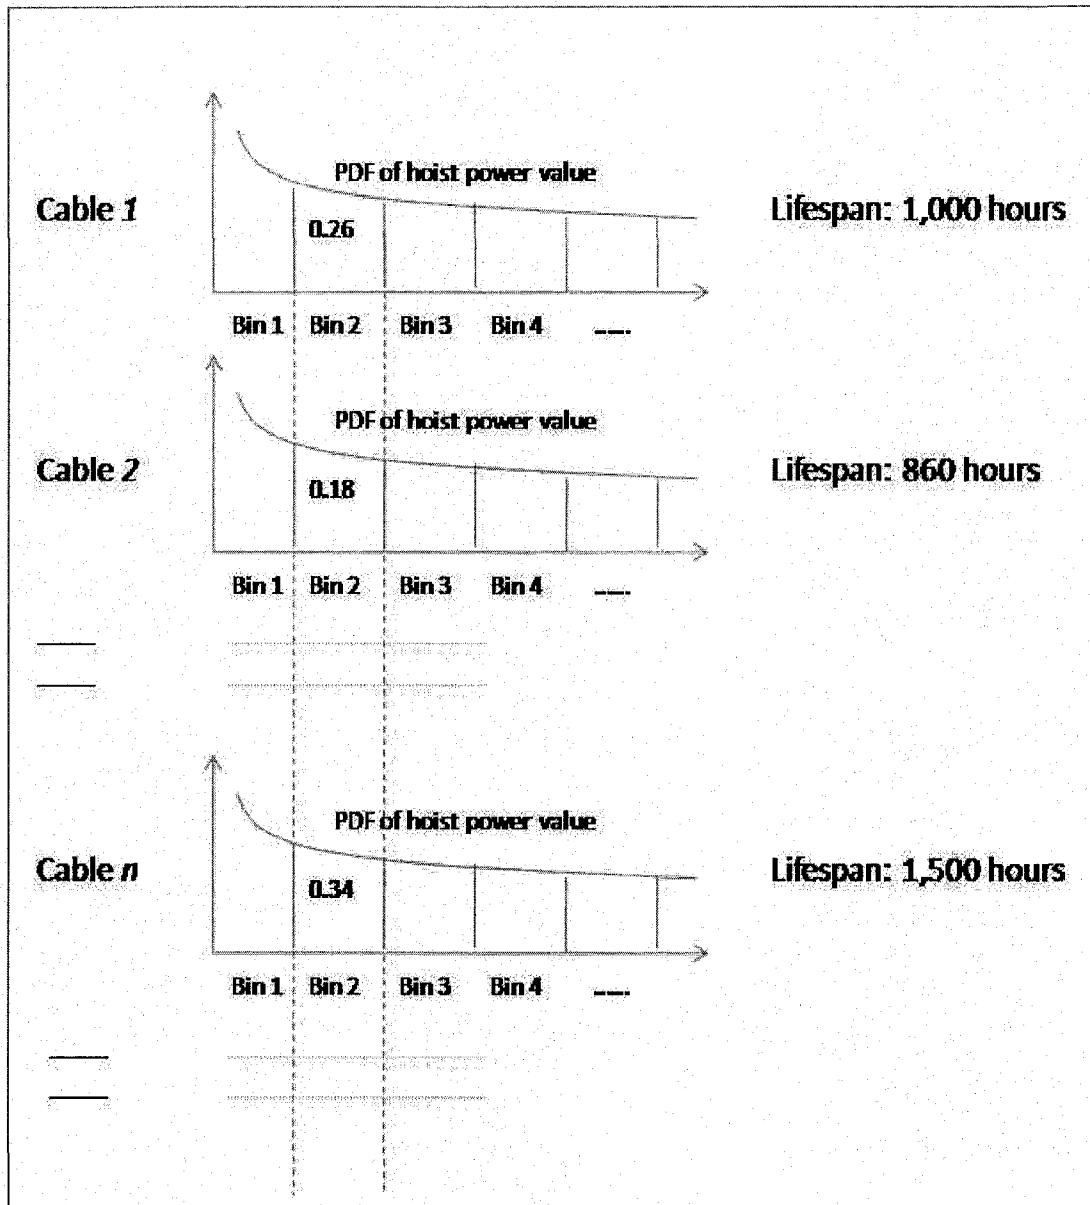 PDF of hoist power value
Cable 1
0.26
Lifespan: 1,000 hours
Bin 1 Bin 2 Bin 3 Bin 4 ......
PDF of hoist power value
Cable 2
0.18
Lifespan: 860 hours
Bin 1 Bin 2 Bin 3 Bin 4 ......
PDF of hoist power value
Cable n
0.34
Lifespan: 1,500 hours
Bin 1 Bin 2 Bin 3 Bin 4 ......